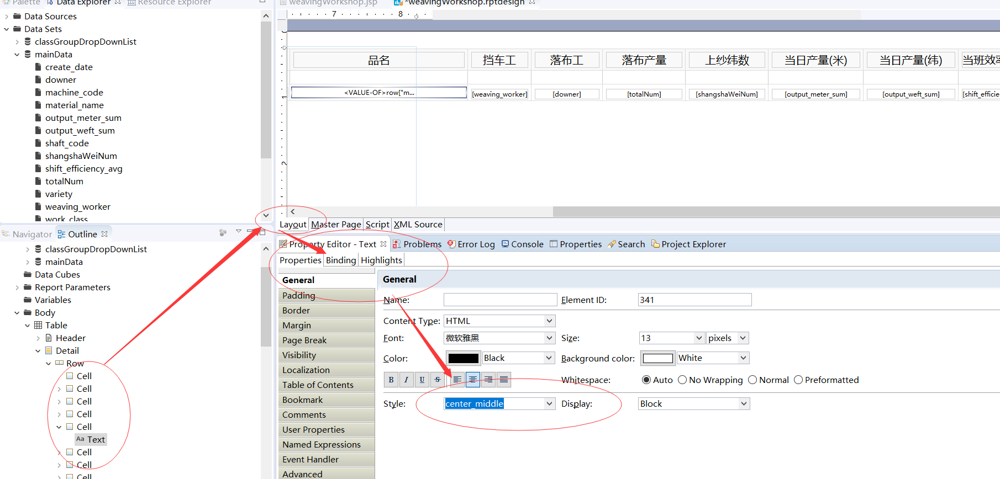 Palette
Data Explorer
Resource Explorer
Data Sources
Data Sets
classGroupDropDownList
mainData
create_date
downer
machine_code
material_name
output_meter_sum
output_weft_sum
shaft_code
shangshaWeiNum
shift_efficiency_avg
totalNum
variety
weaving_worker
work_class
Navigator
Outline
classGroupDropDownList
mainData
Data Cubes
Report Parameters
Variables
Body
Table
Header
Detail
Row
Cell
Cell
Cell
Cell
Cell
Aa Text
Cell
Cell
Cell
weavingWorkshop.jsp
*weavingWorkshop.rptdesign
7 8
1
2
品名 挡车工 落布工 落布产量 上纱纬数 当日产量(米) 当日产量(纬) 当班效率
<VALUE-OF>row["m... [weaving_worker] [downer] [totalNum] [shangshaWeiNum] [output_meter_sum] [output_weft_sum] [shift_efficie
Layout Master Page Script XML Source
Property Editor - Text Problems Error Log Console Properties Search Project Explorer
Properties Binding Highlights
General
Padding
Border
Margin
Page Break
Visibility
Localization
Table of Contents
Bookmark
Comments
User Properties
Named Expressions
Event Handler
Advanced
General
Name: Element ID: 341
Content Type: HTML
Font: 微软雅黑 Size: 13 pixels
Color: Black Background color: White
B I U S Whitespace: Auto No Wrapping Normal Preformatted
Style: center_middle Display: Block